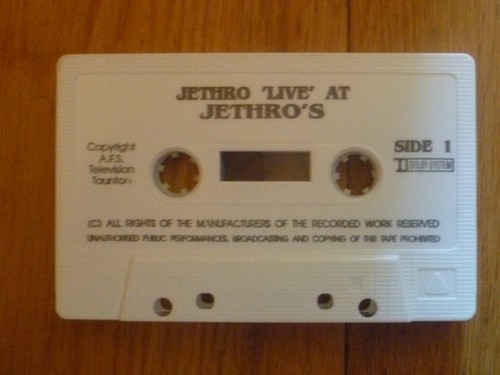 JETHRO 'LIVE' AT
JETHRO'S
Copyright
A.F.S.
Television
Taunton
SIDE 1
DOLBY SYSTEM
(C) ALL RIGHTS OF THE MANUFACTURERS OF THE RECORDED WORK RESERVED
UNAUTHORISED PUBLIC PERFORMANCES, BROADCASTING AND COPYING OF THIS TAPE PROHIBITED